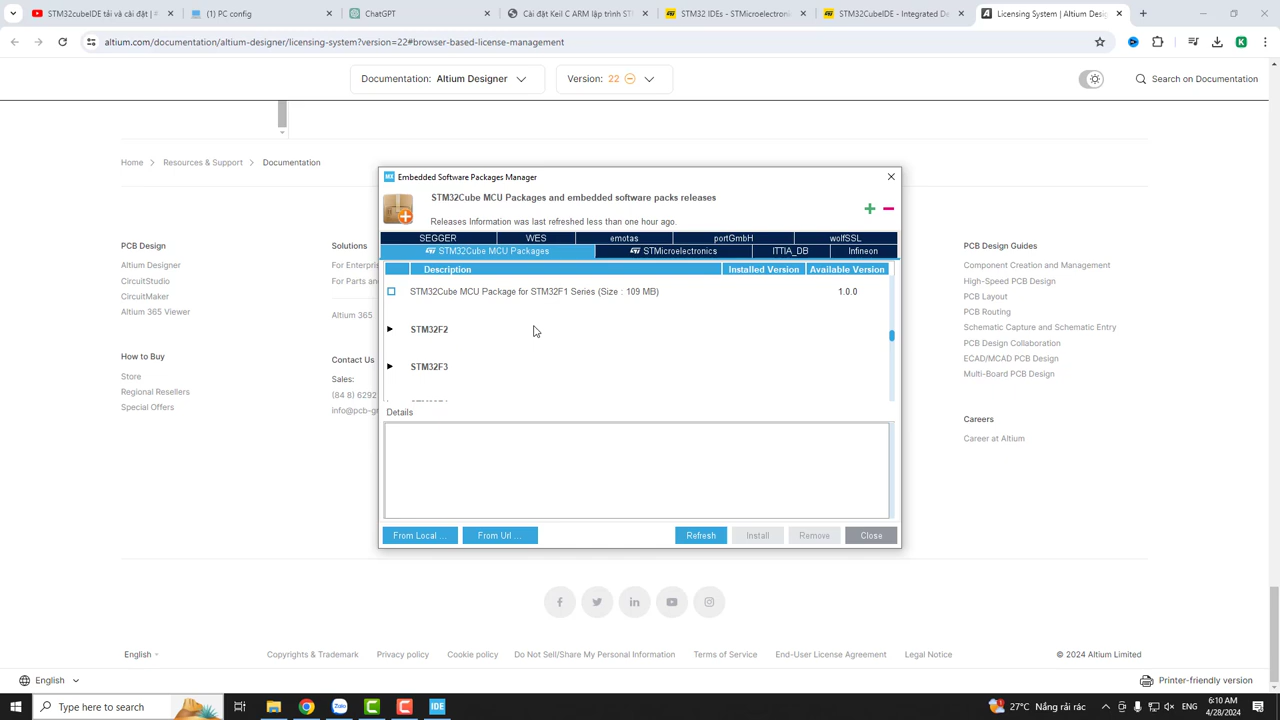 STM32cubeIDE tải và cài đặt |
(1) PC config
ChatGPT
Cài đặt Keil C ARM lập trình ST
STM32 IDEs - STMicroelectronic
STM32CubeIDE - Integrated De
Licensing System | Altium Desig
altium.com/documentation/altium-designer/licensing-system?version=22#browser-based-license-management
K
Documentation: Altium Designer
Version: 22
Search on Documentation
Home
Resources & Support
Documentation
MX Embedded Software Packages Manager
STM32Cube MCU Packages and embedded software packs releases
Releases Information was last refreshed less than one hour ago.
SEGGER
WES
emotas
portGmbH
wolfSSL
STM32Cube MCU Packages
STMicroelectronics
ITTIA_DB
Infineon
Description
Installed Version
Available Version
STM32Cube MCU Package for STM32F1 Series (Size : 109 MB)
1.0.0
STM32F2
STM32F3
Details
From Local ...
From Url ...
Refresh
Install
Remove
Close
PCB Design
Altium Designer
CircuitStudio
CircuitMaker
Altium 365 Viewer
How to Buy
Store
Regional Resellers
Special Offers
Solutions
For Enterpri
For Parts an
Altium 365
Contact Us
Sales:
(84 8) 6292
info@pcb-gr
PCB Design Guides
Component Creation and Management
High-Speed PCB Design
PCB Layout
PCB Routing
Schematic Capture and Schematic Entry
PCB Design Collaboration
ECAD/MCAD PCB Design
Multi-Board PCB Design
Careers
Career at Altium
English
Copyrights & Trademark
Privacy policy
Cookie policy
Do Not Sell/Share My Personal Information
Terms of Service
End-User License Agreement
Legal Notice
© 2024 Altium Limited
English
Printer-friendly version
Type here to search
Zalo
C
C
IDE
27°C Nắng rải rác
ENG
6:10 AM
4/28/2024